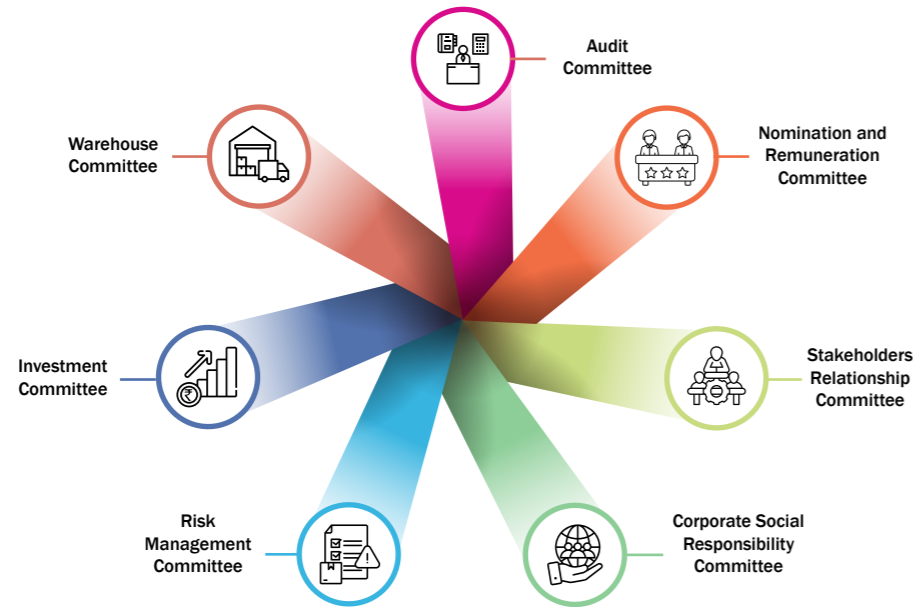 Audit
Committee
Nomination and
Remuneration
Committee
Stakeholders
Relationship
Committee
Corporate Social
Responsibility
Committee
Risk
Management
Committee
Investment
Committee
₹
Warehouse
Committee